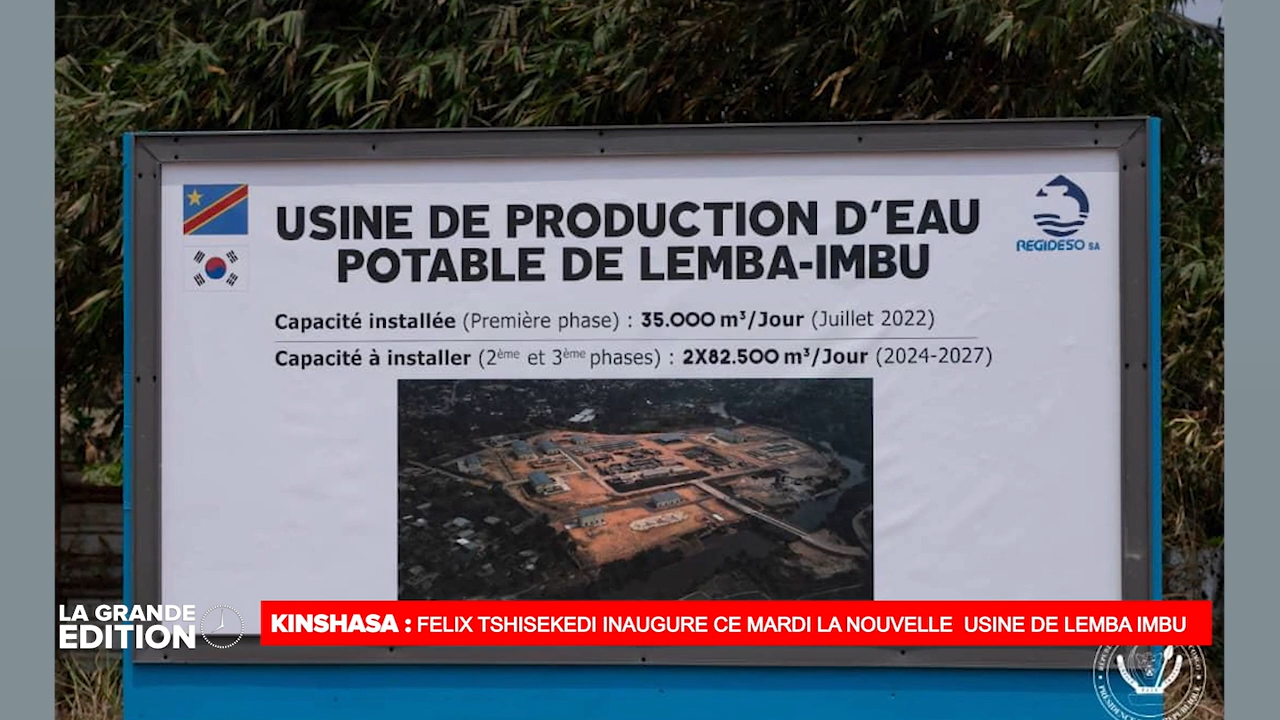 USINE DE PRODUCTION D'EAU
POTABLE DE LEMBA-IMBU
REGIDESO SA
Capacité installée (Première phase) : 35.000 m³/Jour (Juillet 2022)
Capacité à installer (2ème et 3ème phases) : 2X82.500 m³/Jour (2024-2027)
LA GRANDE
EDITION
KINSHASA : FELIX TSHISEKEDI INAUGURE CE MARDI LA NOUVELLE USINE DE LEMBA IMBU